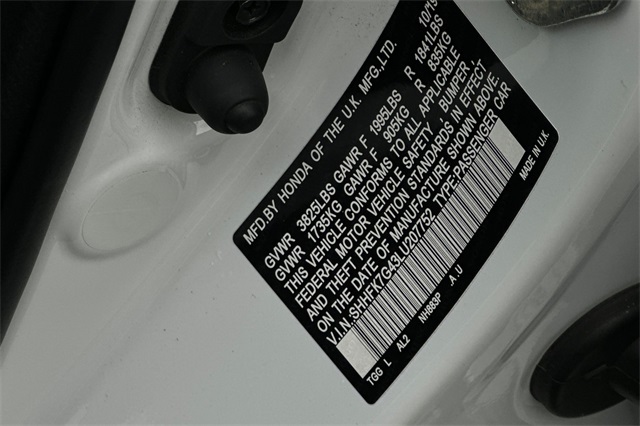 MFD.BY HONDA OF THE U.K. MFG.,LTD. 10/19
GVWR 3825LBS GAWR F 1995LBS R 1841LBS
GVWR 1735KG GAWR F 905KG R 835KG
THIS VEHICLE CONFORMS TO ALL APPLICABLE
FEDERAL MOTOR VEHICLE SAFETY, BUMPER,
AND THEFT PREVENTION STANDARDS IN EFFECT
ON THE DATE OF MANUFACTURE SHOWN ABOVE.
V.I.N.SHHFK7G43LU207752 TYPE:PASSENGER CAR
TGG L AL2 NH883P .A.U MADE IN U.K.